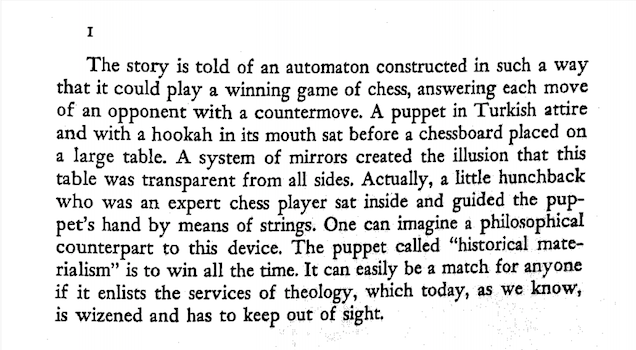 I
The story is told of an automaton constructed in such a way
that it could play a winning game of chess, answering each move
of an opponent with a countermove. A puppet in Turkish attire
and with a hookah in its mouth sat before a chessboard placed on
a large table. A system of mirrors created the illusion that this
table was transparent from all sides. Actually, a little hunchback
who was an expert chess player sat inside and guided the pup-
pet's hand by means of strings. One can imagine a philosophical
counterpart to this device. The puppet called “historical mate-
rialism” is to win all the time. It can easily be a match for anyone
if it enlists the services of theology, which today, as we know,
is wizened and has to keep out of sight.